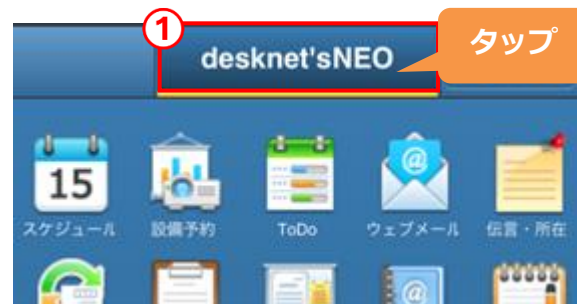 ①
desknet'sNEO
タップ
15
@
スケジュール
設備予約
ToDo
ウェブメール
伝言・所在
@